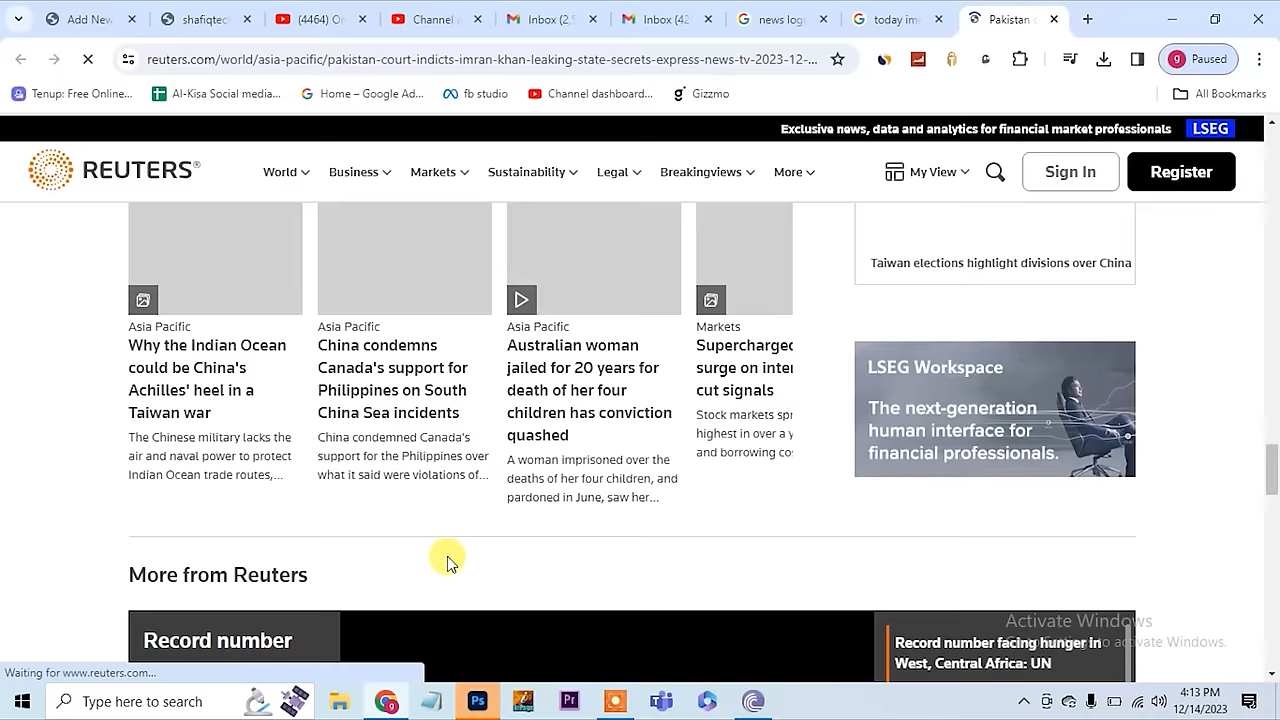 Add New
shafiqtec
(4464) O
Channel
Inbox (2,5
Inbox (42
news log
today im
Pakistan
reuters.com/world/asia-pacific/pakistan-court-indicts-imran-khan-leaking-state-secrets-express-news-tv-2023-12-...
g Paused
Tenup: Free Online...
Al-Kisa Social media...
Home – Google Ad...
fb studio
Channel dashboard...
Gizzmo
All Bookmarks
Exclusive news, data and analytics for financial market professionals LSEG
REUTERS®
World
Business
Markets
Sustainability
Legal
Breakingviews
More
My View
Sign In
Register
Taiwan elections highlight divisions over China
Asia Pacific
Why the Indian Ocean
could be China's
Achilles' heel in a
Taiwan war
The Chinese military lacks the
air and naval power to protect
Indian Ocean trade routes,...
Asia Pacific
China condemns
Canada's support for
Philippines on South
China Sea incidents
China condemned Canada's
support for the Philippines over
what it said were violations of...
Asia Pacific
Australian woman
jailed for 20 years for
death of her four
children has conviction
quashed
A woman imprisoned over the
deaths of her four children, and
pardoned in June, saw her...
Markets
Supercharged
surge on inter
cut signals
Stock markets spr
highest in over a y
and borrowing cos
LSEG Workspace
The next-generation
human interface for
financial professionals.
More from Reuters
Record number
Record number facing hunger in
West, Central Africa: UN
Activate Windows
to activate Windows.
Waiting for www.reuters.com...
Type here to search
Ps
Pr
4:13 PM
12/14/2023